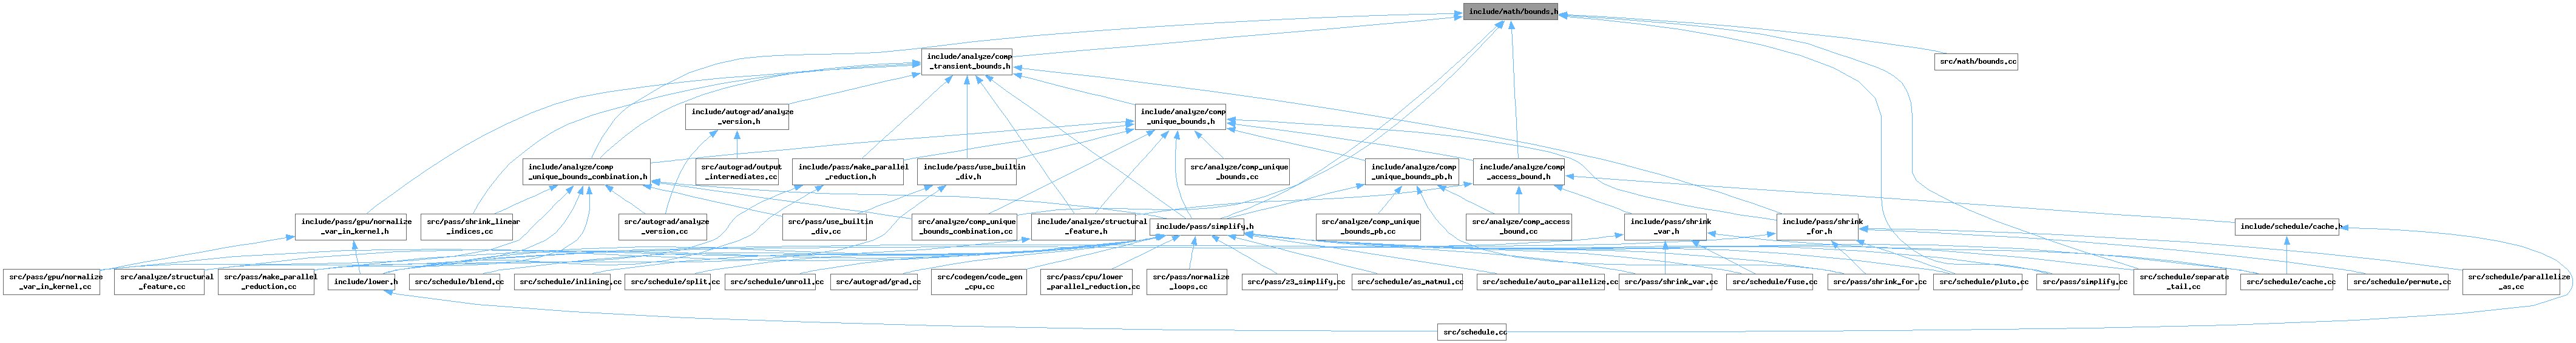 include/math/bounds.h
include/analyze/comp
_transient_bounds.h
src/math/bounds.cc
include/autograd/analyze
_version.h
include/analyze/comp
_unique_bounds.h
include/analyze/comp
_unique_bounds_combination.h
src/autograd/output
_intermediates.cc
include/pass/make_parallel
_reduction.h
include/pass/use_builtin
_div.h
src/analyze/comp_unique
_bounds.cc
include/analyze/comp
_unique_bounds_pb.h
include/analyze/comp
_access_bound.h
include/pass/gpu/normalize
_var_in_kernel.h
src/pass/shrink_linear
_indices.cc
src/autograd/analyze
_version.cc
src/pass/use_builtin
_div.cc
src/analyze/comp_unique
_bounds_combination.cc
include/analyze/structural
_feature.h
include/pass/simplify.h
src/analyze/comp_unique
_bounds_pb.cc
src/analyze/comp_access
_bound.cc
include/pass/shrink
_var.h
include/pass/shrink
_for.h
include/schedule/cache.h
src/pass/gpu/normalize
_var_in_kernel.cc
src/analyze/structural
_feature.cc
src/pass/make_parallel
_reduction.cc
include/lower.h
src/schedule/blend.cc
src/schedule/inlining.cc
src/schedule/split.cc
src/schedule/unroll.cc
src/autograd/grad.cc
src/codegen/code_gen
_cpu.cc
src/pass/cpu/lower
_parallel_reduction.cc
src/pass/normalize
_loops.cc
src/pass/z3_simplify.cc
src/schedule/as_matmul.cc
src/schedule/auto_parallelize.cc
src/pass/shrink_var.cc
src/schedule/fuse.cc
src/pass/shrink_for.cc
src/schedule/pluto.cc
src/pass/simplify.cc
src/schedule/separate
_tail.cc
src/schedule/cache.cc
src/schedule/permute.cc
src/schedule/parallelize
_as.cc
src/schedule.cc